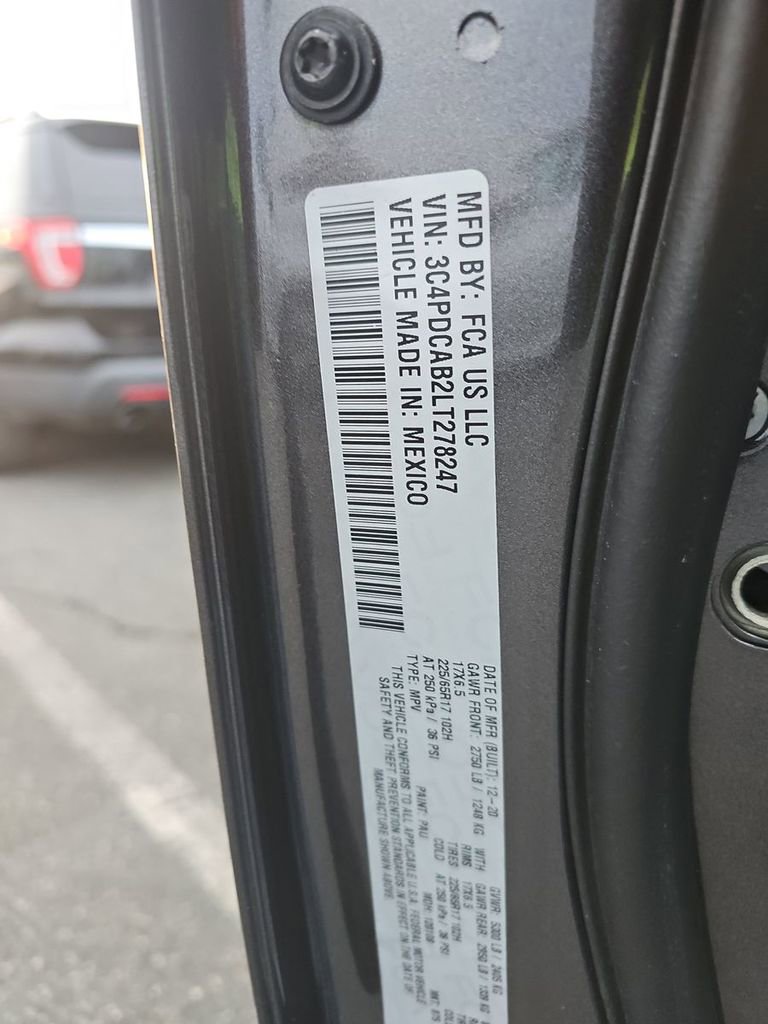 MFD BY: FCA US LLC
VIN: 3C4PDCAB2LT278247
VEHICLE MADE IN: MEXICO
DATE OF MFR (BUILT): 12-20 GVWR: 5300 LB / 2405 KG
GAWR FRONT: 2750 LB / 1248 KG WITH GAWR REAR: 2850 LB /
17X6.5 RIMS 17X6.5
225/65R17 102H TIRES 225/65R17 102H
AT 250 kPa / 36 PSI COLD AT 250 kPa / 36 PSI
TYPE: MPV PAINT: PAU MDH:
THIS VEHICLE CONFORMS TO ALL APPLICABLE U.S.A. FEDERAL MOTOR VEHICLE
SAFETY AND THEFT PREVENTION STANDARDS IN EFFECT ON THE DATE OF
MANUFACTURE SHOWN ABOVE